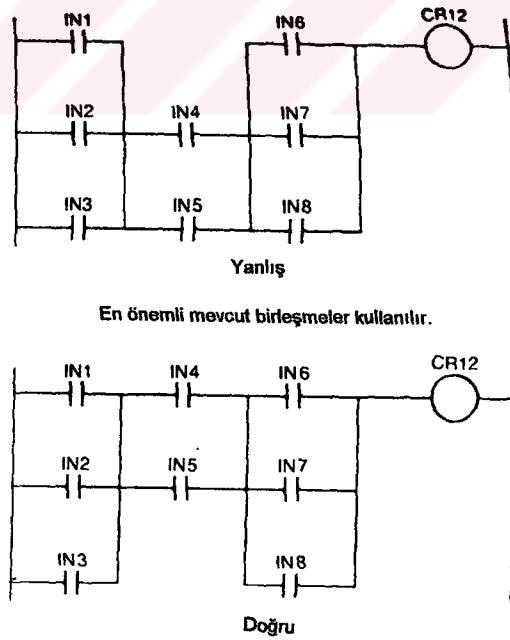 IN1 IN6 CR12
IN2 IN4 IN7
IN3 IN5 IN8
Yanlış
En önemli mevcut birleşmeler kullanılır.
IN1 IN4 IN6 CR12
IN2 IN5 IN7
IN3 IN8
Doğru